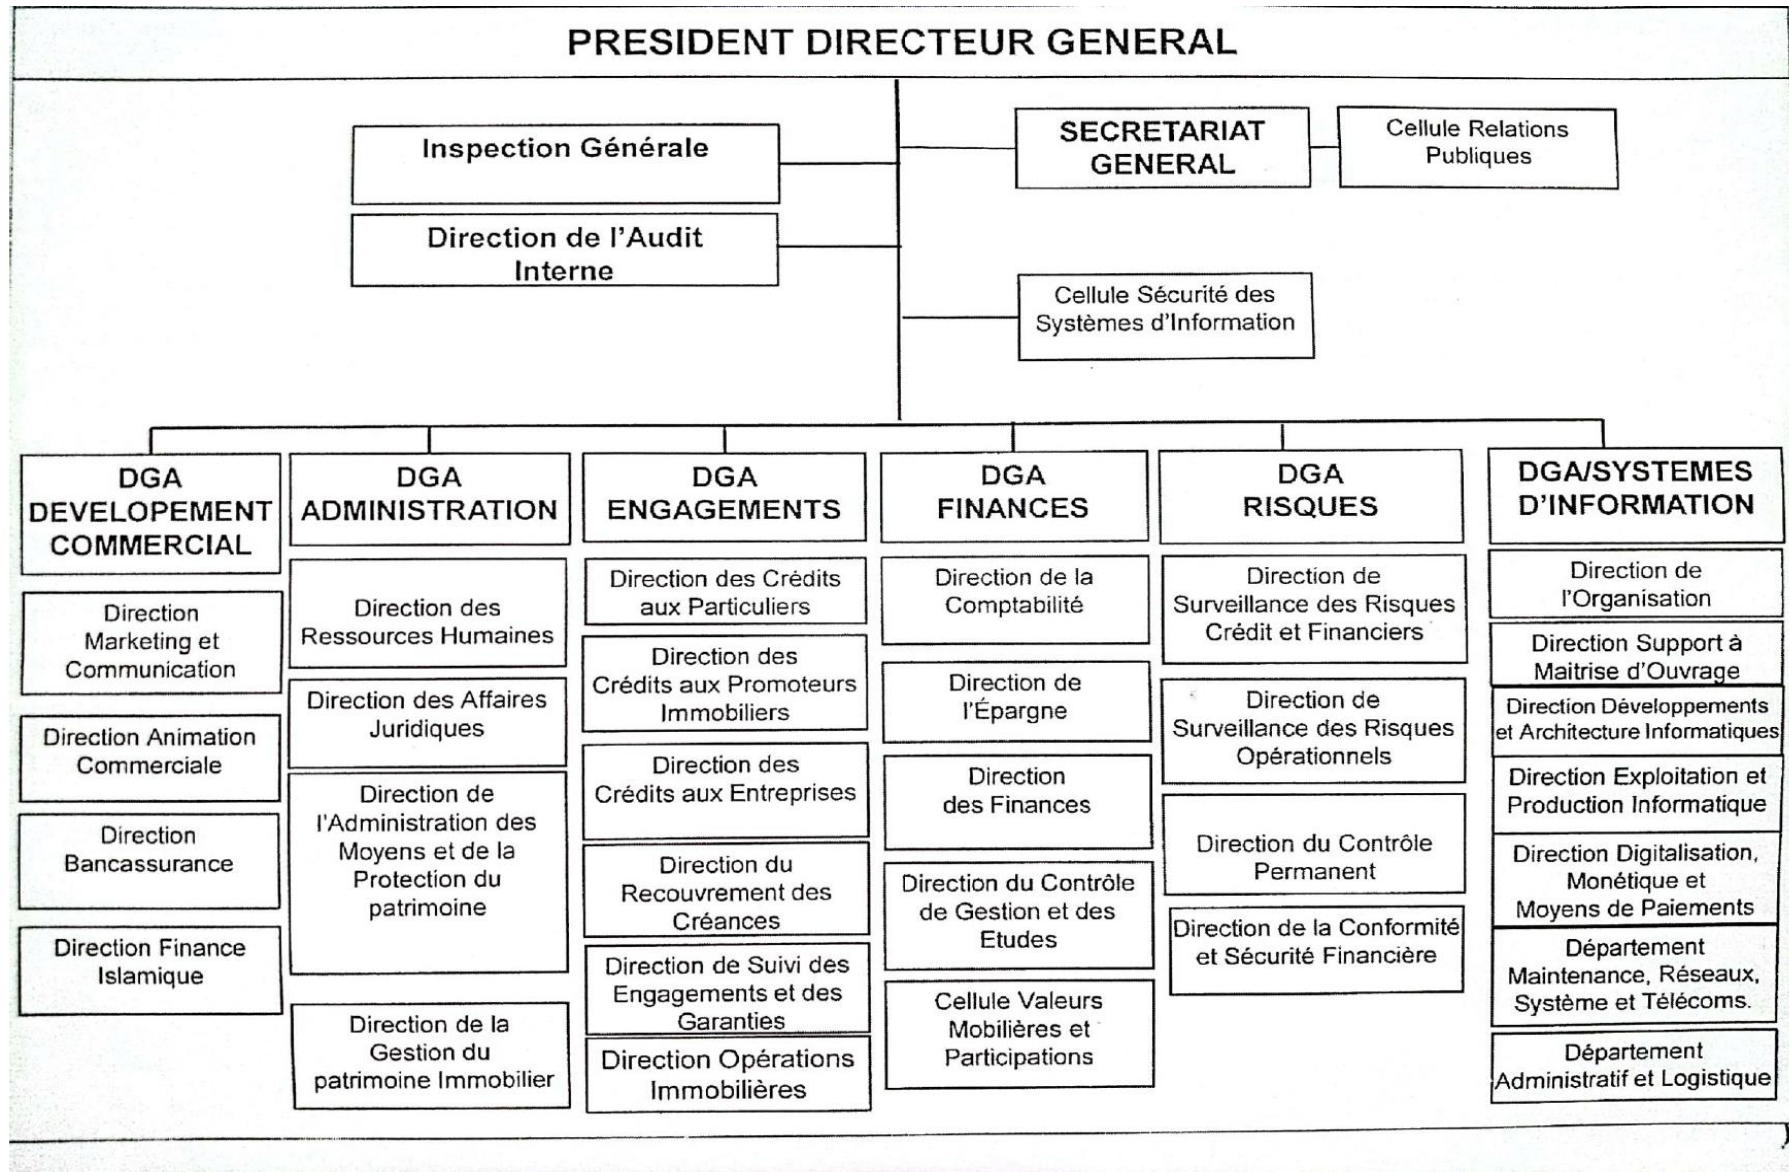 PRESIDENT DIRECTEUR GENERAL
Inspection Générale
SECRETARIAT
GENERAL
Cellule Relations
Publiques
Direction de l'Audit
Interne
Cellule Sécurité des
Systèmes d'Information
DGA
DEVELOPEMENT
COMMERCIAL
Direction
Marketing et
Communication
Direction Animation
Commerciale
Direction
Bancassurance
Direction Finance
Islamique
DGA
ADMINISTRATION
Direction des
Ressources Humaines
Direction des Affaires
Juridiques
Direction de
l'Administration des
Moyens et de la
Protection du
patrimoine
Direction de la
Gestion du
patrimoine Immobilier
DGA
ENGAGEMENTS
Direction des Crédits
aux Particuliers
Direction des
Crédits aux Promoteurs
Immobiliers
Direction des
Crédits aux Entreprises
Direction du
Recouvrement des
Créances
Direction de Suivi des
Engagements et des
Garanties
Direction Opérations
Immobilières
DGA
FINANCES
Direction de la
Comptabilité
Direction de
l'Épargne
Direction
des Finances
Direction du Contrôle
de Gestion et des
Etudes
Cellule Valeurs
Mobilières et
Participations
DGA
RISQUES
Direction de
Surveillance des Risques
Crédit et Financiers
Direction de
Surveillance des Risques
Opérationnels
Direction du Contrôle
Permanent
Direction de la Conformité
et Sécurité Financière
DGA/SYSTEMES
D'INFORMATION
Direction de
l'Organisation
Direction Support à
Maitrise d'Ouvrage
Direction Développements
et Architecture Informatiques
Direction Exploitation et
Production Informatique
Direction Digitalisation,
Monétique et
Moyens de Paiements
Département
Maintenance, Réseaux,
Système et Télécoms.
Département
Administratif et Logistique